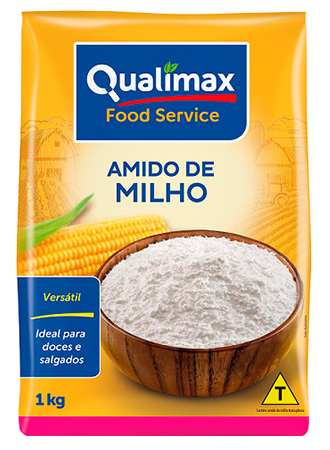 Qualimax
Food Service
AMIDO DE
MILHO
Versátil
Ideal para
doces e
salgados
1 kg
T